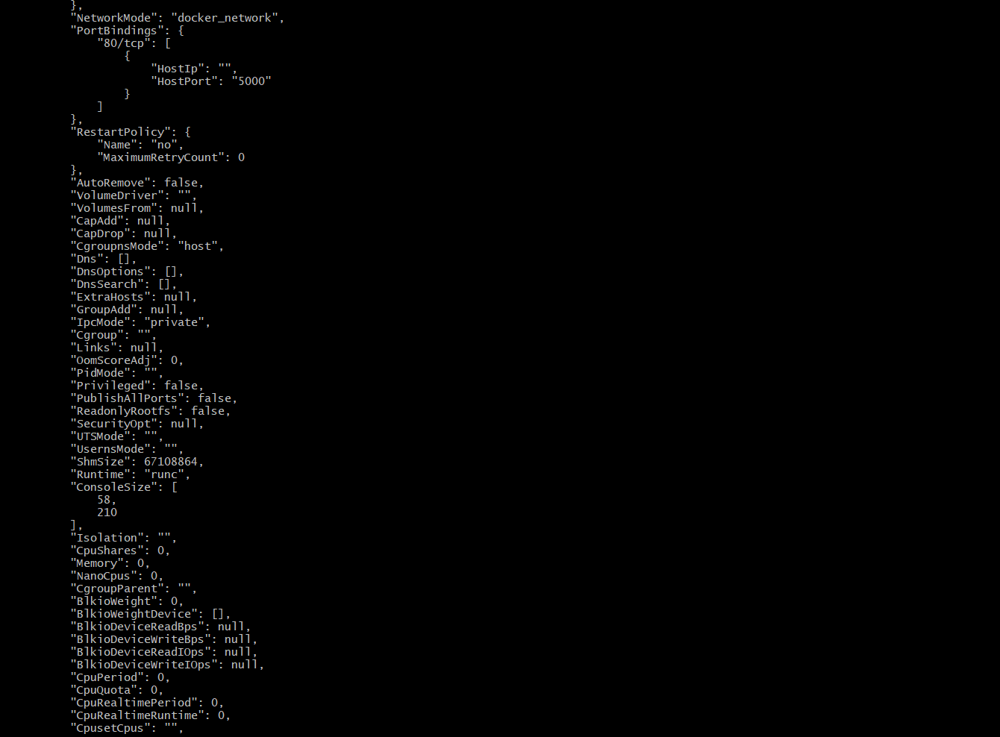 },
"NetworkMode": "docker_network",
"PortBindings": {
"80/tcp": [
{
"HostIp": "",
"HostPort": "5000"
}
]
},
"RestartPolicy": {
"Name": "no",
"MaximumRetryCount": 0
},
"AutoRemove": false,
"VolumeDriver": "",
"VolumesFrom": null,
"CapAdd": null,
"CapDrop": null,
"CgroupnsMode": "host",
"Dns": [],
"DnsOptions": [],
"DnsSearch": [],
"ExtraHosts": null,
"GroupAdd": null,
"IpcMode": "private",
"Cgroup": "",
"Links": null,
"OomScoreAdj": 0,
"PidMode": "",
"Privileged": false,
"PublishAllPorts": false,
"ReadonlyRootfs": false,
"SecurityOpt": null,
"UTSMode": "",
"UsernsMode": "",
"ShmSize": 67108864,
"Runtime": "runc",
"ConsoleSize": [
58,
210
],
"Isolation": "",
"CpuShares": 0,
"Memory": 0,
"NanoCpus": 0,
"CgroupParent": "",
"BlkioWeight": 0,
"BlkioWeightDevice": [],
"BlkioDeviceReadBps": null,
"BlkioDeviceWriteBps": null,
"BlkioDeviceReadIOps": null,
"BlkioDeviceWriteIOps": null,
"CpuPeriod": 0,
"CpuQuota": 0,
"CpuRealtimePeriod": 0,
"CpuRealtimeRuntime": 0,
"CpusetCpus": "",